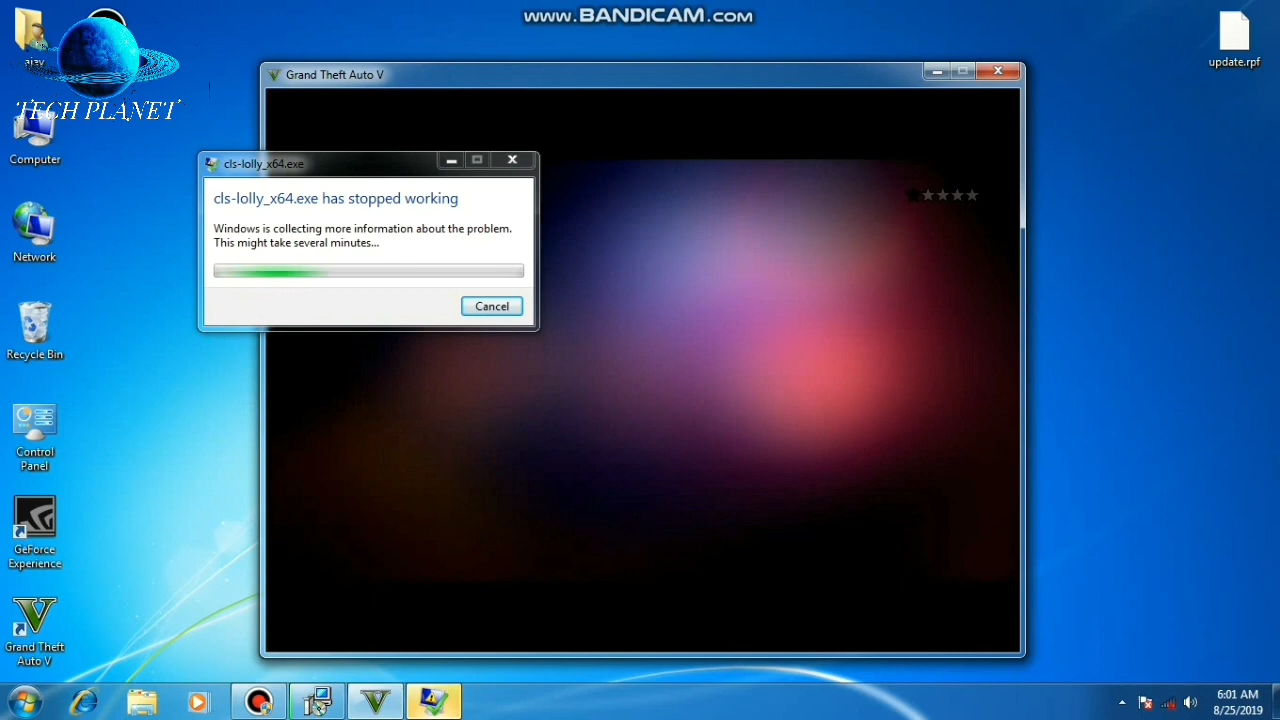 www.BANDICAM.com
ajay
TECH PLANET
Computer
Network
Recycle Bin
Control
Panel
GeForce
Experience
Grand Theft
Auto V
update.rpf
Grand Theft Auto V
cls-lolly_x64.exe
cls-lolly_x64.exe has stopped working
Windows is collecting more information about the problem.
This might take several minutes...
Cancel
6:01 AM
8/25/2019